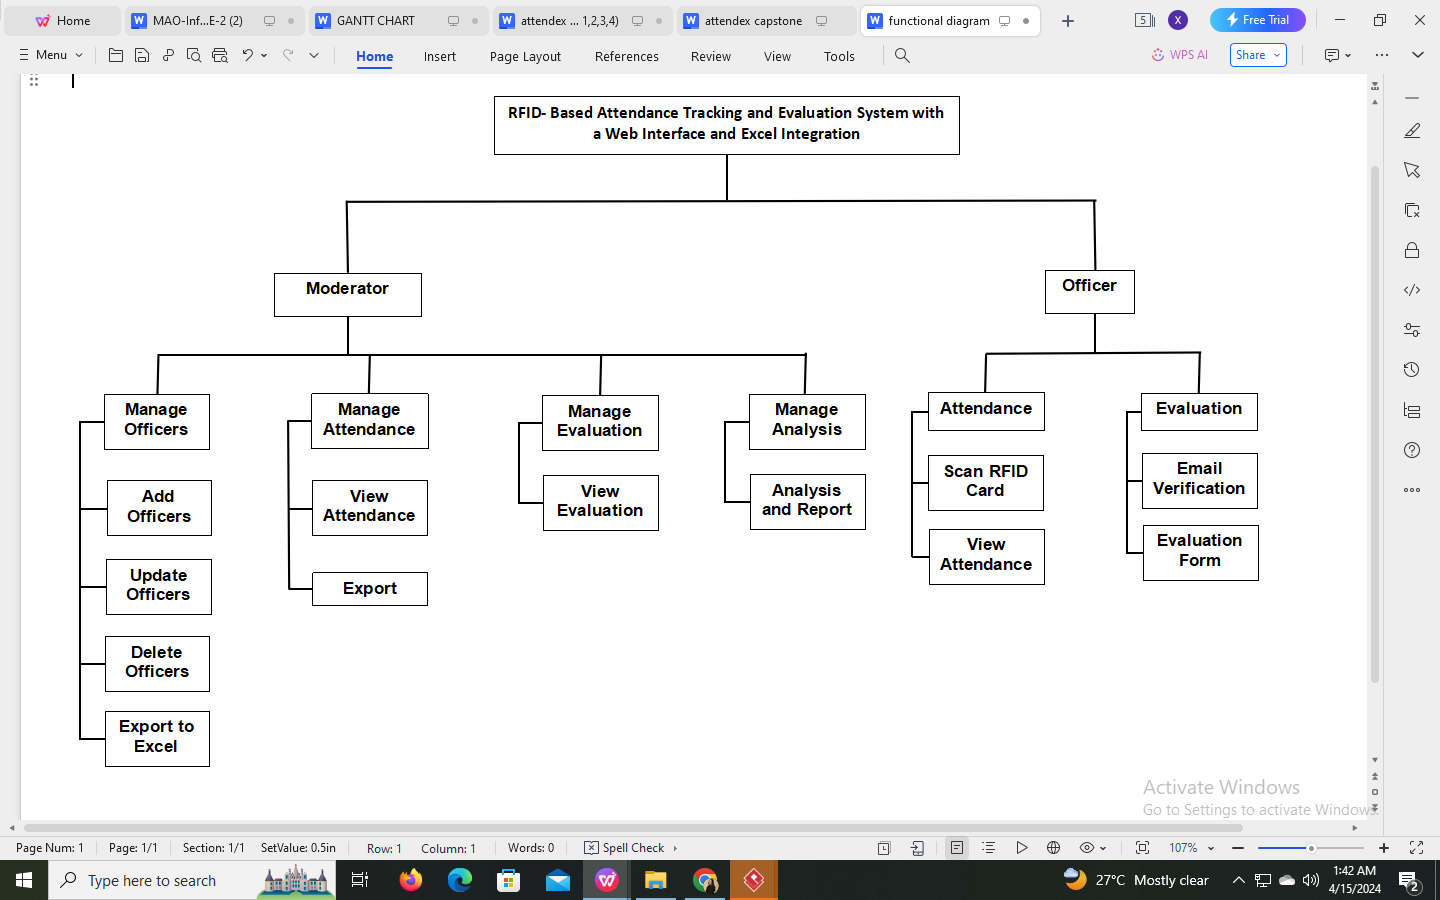 Home
MAO-Inf...E-2 (2)
GANTT CHART
attendex ... 1,2,3,4)
attendex capstone
functional diagram
5
X
Free Trial
Menu
Home
Insert
Page Layout
References
Review
View
Tools
WPS AI
Share
RFID- Based Attendance Tracking and Evaluation System with
a Web Interface and Excel Integration
Moderator
Officer
Manage
Officers
Manage
Attendance
Manage
Evaluation
Manage
Analysis
Attendance
Evaluation
Add
Officers
View
Attendance
View
Evaluation
Analysis
and Report
Scan RFID
Card
Email
Verification
Update
Officers
Export
View
Attendance
Evaluation
Form
Delete
Officers
Export to
Excel
Activate Windows
Go to Settings to activate Windows.
Page Num: 1
Page: 1/1
Section: 1/1
SetValue: 0.5in
Row: 1
Column: 1
Words: 0
Spell Check
107%
Type here to search
27°C Mostly clear
1:42 AM
4/15/2024
2